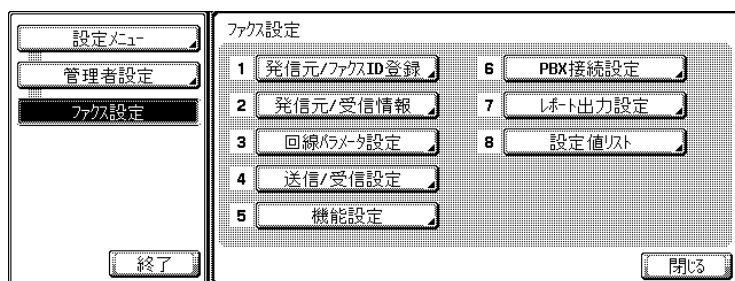 設定メニュー
管理者設定
ファクス設定
終了
ファクス設定
1 発信元/ファクスID登録
2 発信元/受信情報
3 回線パラメータ設定
4 送信/受信設定
5 機能設定
6 PBX接続設定
7 レポート出力設定
8 設定値リスト
閉じる